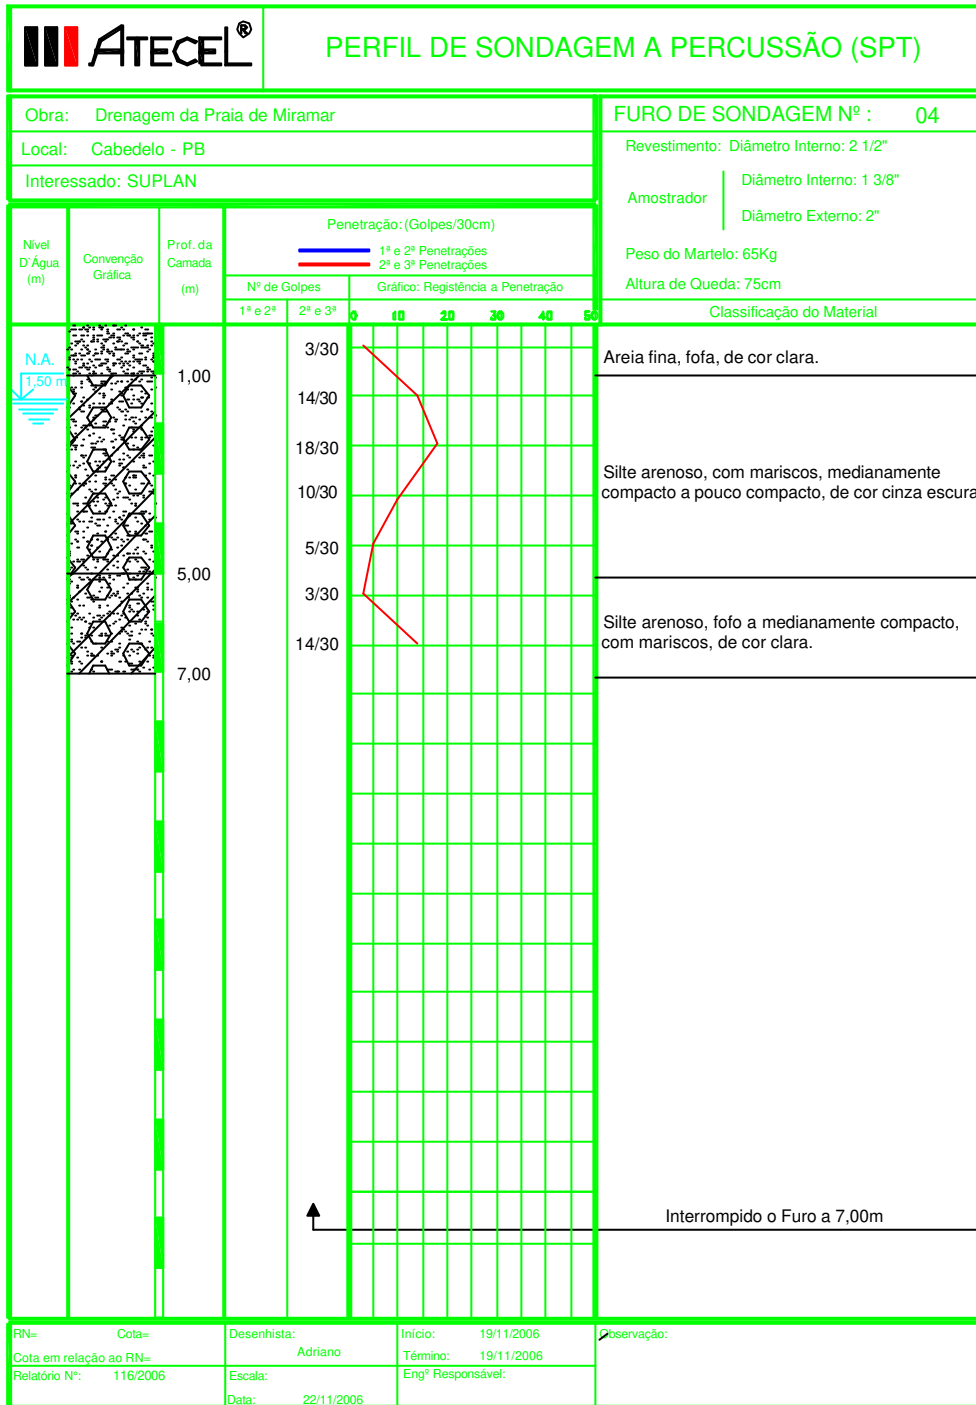 ATECEL®
PERFIL DE SONDAGEM A PERCUSSÃO (SPT)
Obra: Drenagem da Praia de Miramar
Local: Cabedelo - PB
Interessado: SUPLAN
FURO DE SONDAGEM Nº : 04
Revestimento: Diâmetro Interno: 2 1/2"
Amostrador
Diâmetro Interno: 1 3/8"
Diâmetro Externo: 2"
Peso do Martelo: 65Kg
Altura de Queda: 75cm
Classificação do Material
Nível
D'Água
(m)
Convenção
Gráfica
Prof. da
Camada
(m)
Penetração:(Golpes/30cm)
1ª e 2ª Penetrações
2ª e 3ª Penetrações
Nº de Golpes
Gráfico: Registência a Penetração
1ª e 2ª
2ª e 3ª
0 10 20 30 40 50
N.A.
1,50 m
1,00
5,00
7,00
3/30
14/30
18/30
10/30
5/30
3/30
14/30
Areia fina, fofa, de cor clara.
Silte arenoso, com mariscos, medianamente
compacto a pouco compacto, de cor cinza escura
Silte arenoso, fofo a medianamente compacto,
com mariscos, de cor clara.
Interrompido o Furo a 7,00m
RN= Cota=
Cota em relação ao RN=
Relatório Nº: 116/2006
Desenhista:
Adriano
Escala:
Data: 22/11/2006
Início: 19/11/2006
Término: 19/11/2006
Engº Responsável:
Observação: